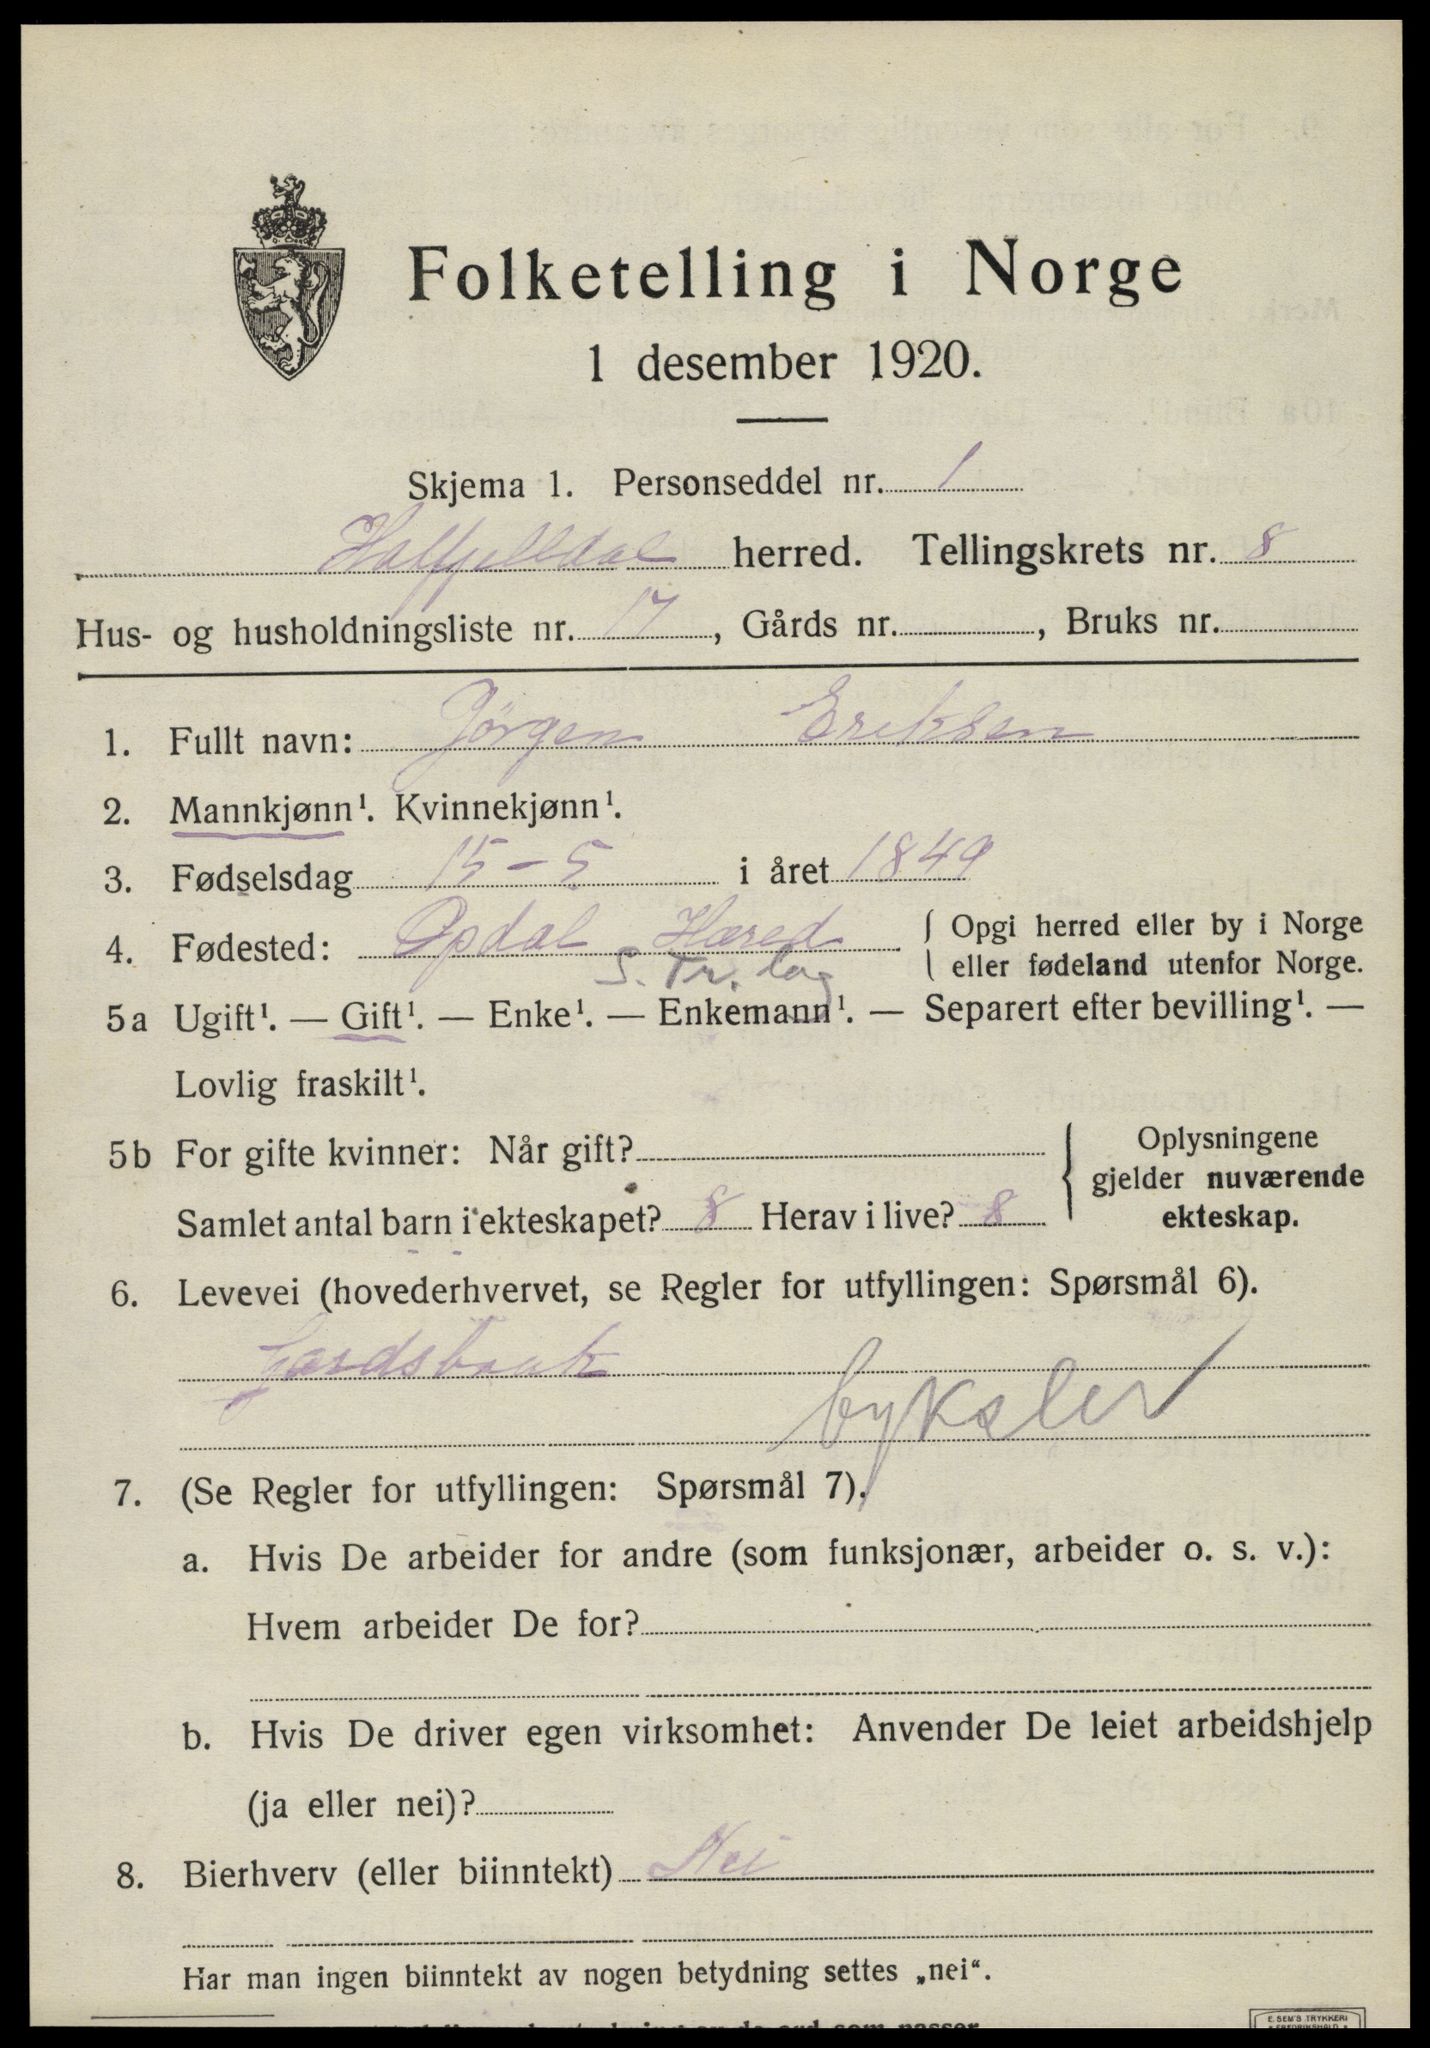 Folketelling i Norge
1 desember 1920.
Skjema 1. Personseddel nr. 1
Hatfjelldal herred. Tellingskrets nr. 8
Hus- og husholdningsliste nr. 17, Gårds nr. , Bruks nr.
1. Fullt navn: Jörgen Eriksen
2. Mannkjønn¹. Kvinnekjønn¹.
3. Fødselsdag 15-5 i året 1849
4. Fødested: Opdal Hered { Opgi herred eller by i Norge
S. Tr. lag eller fødeland utenfor Norge.
5a Ugift¹. — Gift¹. — Enke¹. — Enkemann¹. — Separert efter bevilling¹. —
Lovlig fraskilt¹.
5b For gifte kvinner: Når gift? { Oplysningene
gjelder nuværende
Samlet antal barn i ekteskapet? 8 Herav i live? 8 ekteskap.
6. Levevei (hovederhvervet, se Regler for utfyllingen: Spørsmål 6).
Gardsbruk
7. (Se Regler for utfyllingen: Spørsmål 7).
a. Hvis De arbeider for andre (som funksjonær, arbeider o. s. v.):
Hvem arbeider De for?
b. Hvis De driver egen virksomhet: Anvender De leiet arbeidshjelp
(ja eller nei)?
8. Bierhverv (eller biinntekt) Nei
Har man ingen biinntekt av nogen betydning settes „nei“.
E. SEM'S TRYKKERI
FREDRIKSHALD